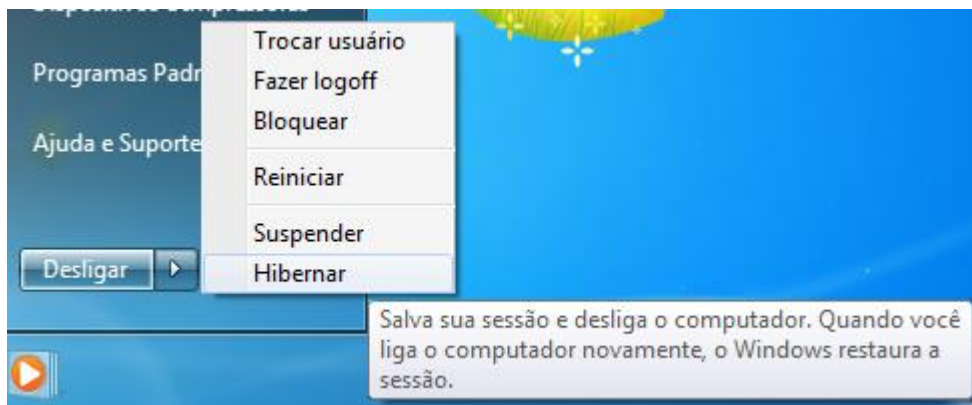 Trocar usuário
Programas Padr
Fazer logoff
Bloquear
Ajuda e Suporte
Reiniciar
Suspender
Desligar
Hibernar
Salva sua sessão e desliga o computador. Quando você
liga o computador novamente, o Windows restaura a
sessão.